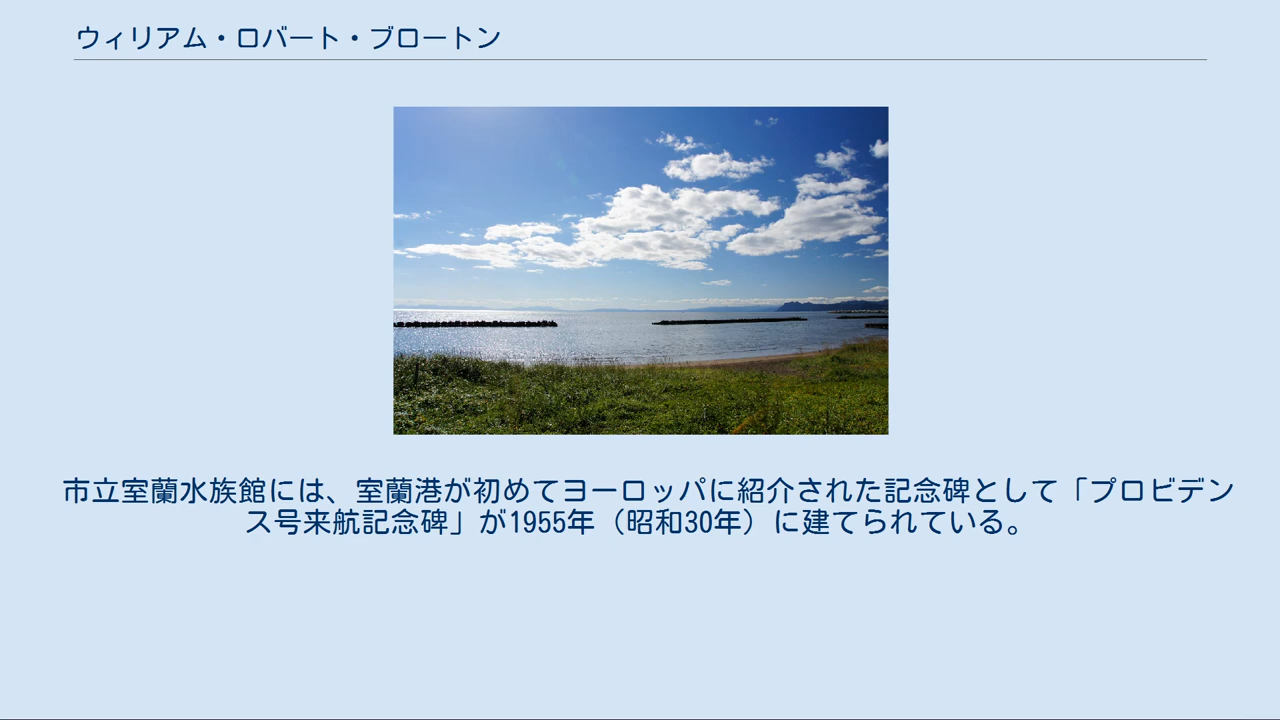 ウィリアム・ロバート・ブロートン
市立室蘭水族館には、室蘭港が初めてヨーロッパに紹介された記念碑として「プロビデン
ス号来航記念碑」が1955年（昭和30年）に建てられている。